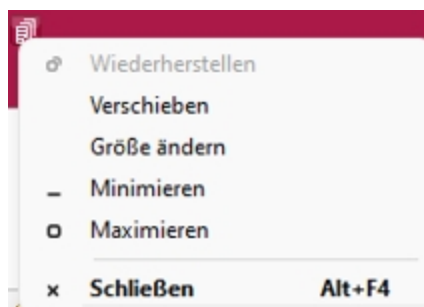 Wiederherstellen
Verschieben
Größe ändern
Minimieren
Maximieren
Schließen Alt+F4